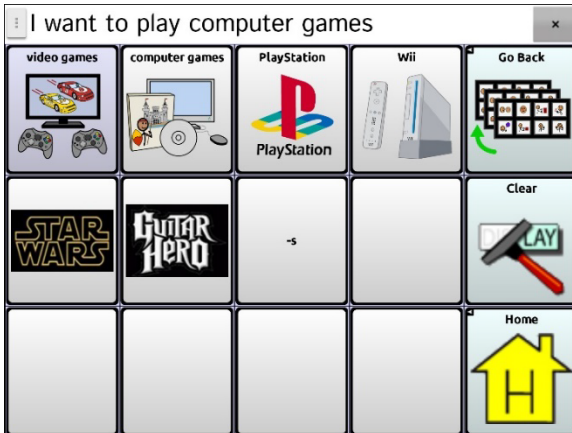 I want to play computer games
×
video games
computer games
PlayStation
Wii
Go Back
PlayStation
Clear
STAR
WARS
GUITAR
HERO
-s
DISPLAY
Home
H